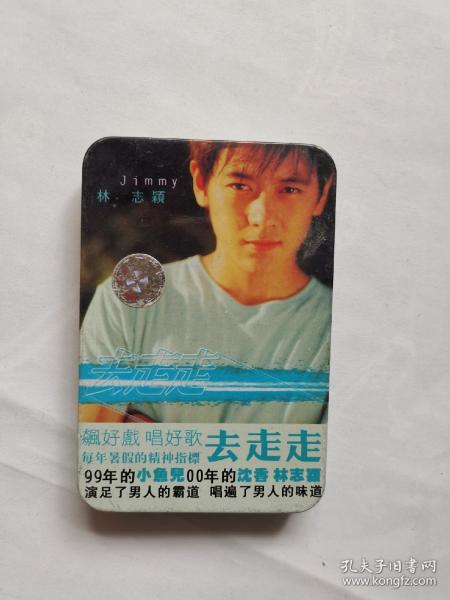 Jimmy
林志穎
去走走
飆好戲 唱好歌 去走走
每年暑假的精神指標
99年的小魚兒00年的沈香 林志穎
演足了男人的霸道 唱遍了男人的味道
孔夫子旧书网
www.kongfz.com